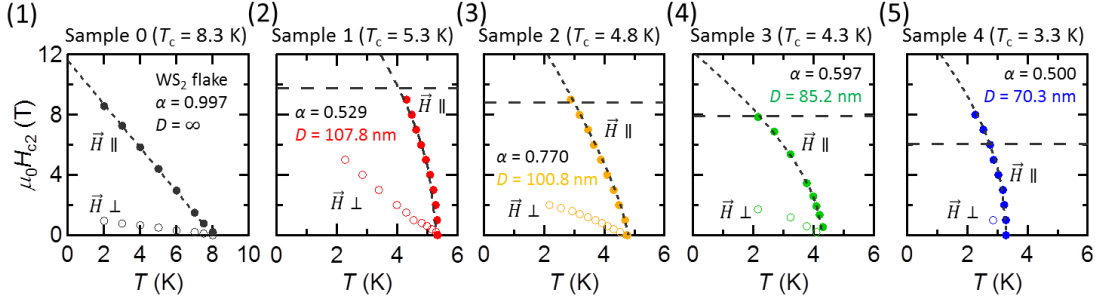 (1) (2) (3) (4) (5)
Sample 0 (Tc = 8.3 K) Sample 1 (Tc = 5.3 K) Sample 2 (Tc = 4.8 K) Sample 3 (Tc = 4.3 K) Sample 4 (Tc = 3.3 K)
μ0Hc2 (T)
12
8
4
0
WS2 flake
α = 0.997
D = ∞
H⃗ ∥
H⃗ ⊥
0 2 4 6 8 10
T (K)
α = 0.529
D = 107.8 nm
H⃗ ∥
H⃗ ⊥
0 2 4 6
T (K)
α = 0.770
D = 100.8 nm
H⃗ ∥
H⃗ ⊥
0 2 4 6
T (K)
α = 0.597
D = 85.2 nm
H⃗ ∥
H⃗ ⊥
0 2 4 6
T (K)
α = 0.500
D = 70.3 nm
H⃗ ∥
H⃗ ⊥
0 2 4 6
T (K)